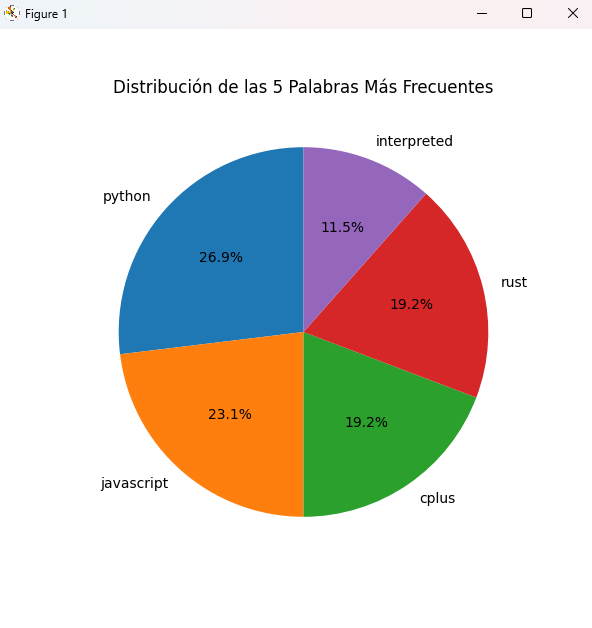 Figure 1
Distribución de las 5 Palabras Más Frecuentes
interpreted
python
11.5%
26.9%
rust
19.2%
23.1%
19.2%
javascript
cplus